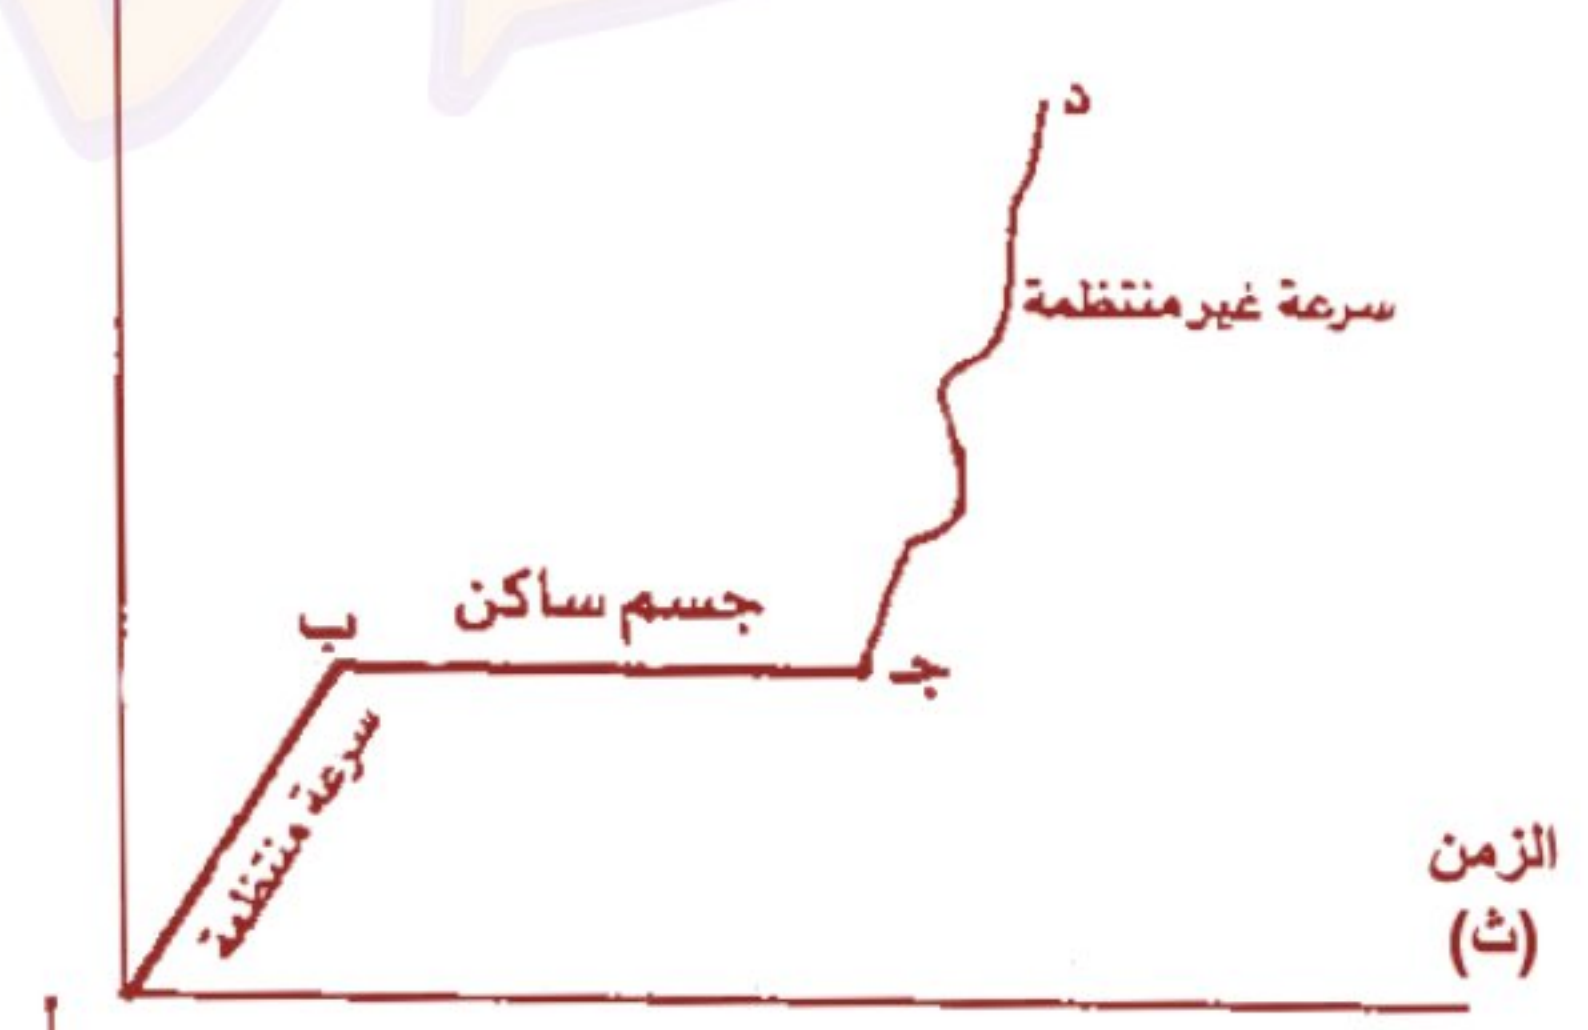 د
سرعة غير منتظمة
جسم ساكن
ب
جـ
سرعة منتظمة
الزمن
(ث)
أ